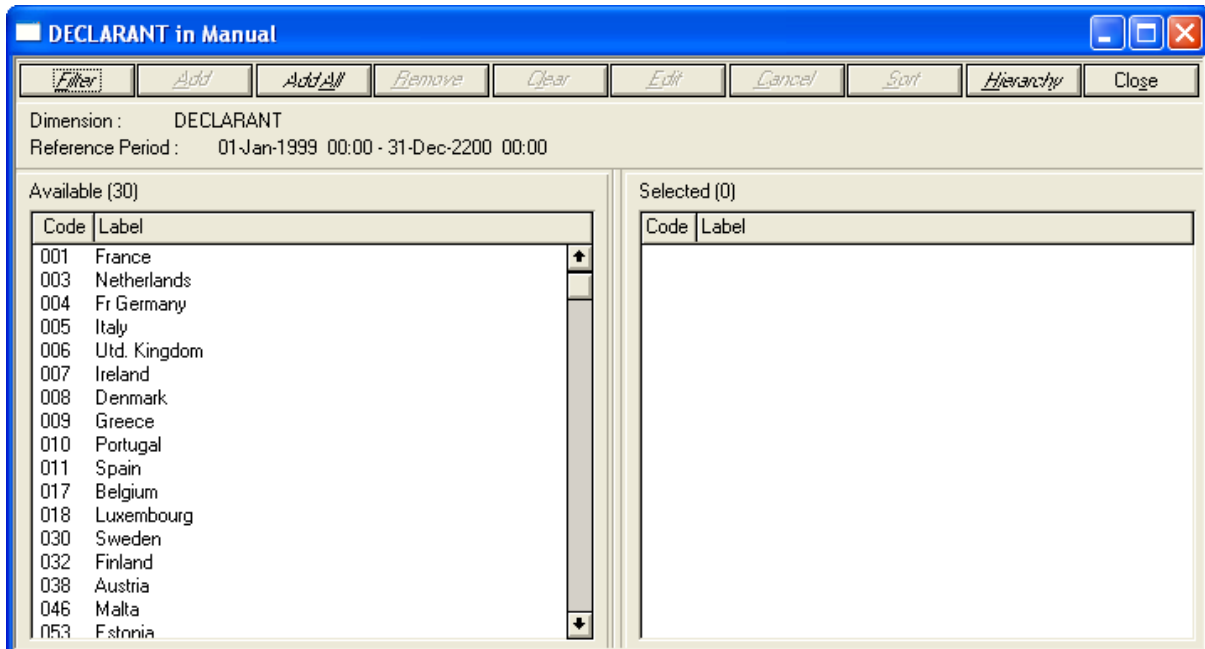 DECLARANT in Manual
Filter Add Add All Remove Clear Edit Cancel Sort Hierarchy Close
Dimension : DECLARANT
Reference Period : 01-Jan-1999 00:00 - 31-Dec-2200 00:00
Available (30)
Code Label
001 France
003 Netherlands
004 Fr Germany
005 Italy
006 Utd. Kingdom
007 Ireland
008 Denmark
009 Greece
010 Portugal
011 Spain
017 Belgium
018 Luxembourg
030 Sweden
032 Finland
038 Austria
046 Malta
053 Estonia
Selected (0)
Code Label